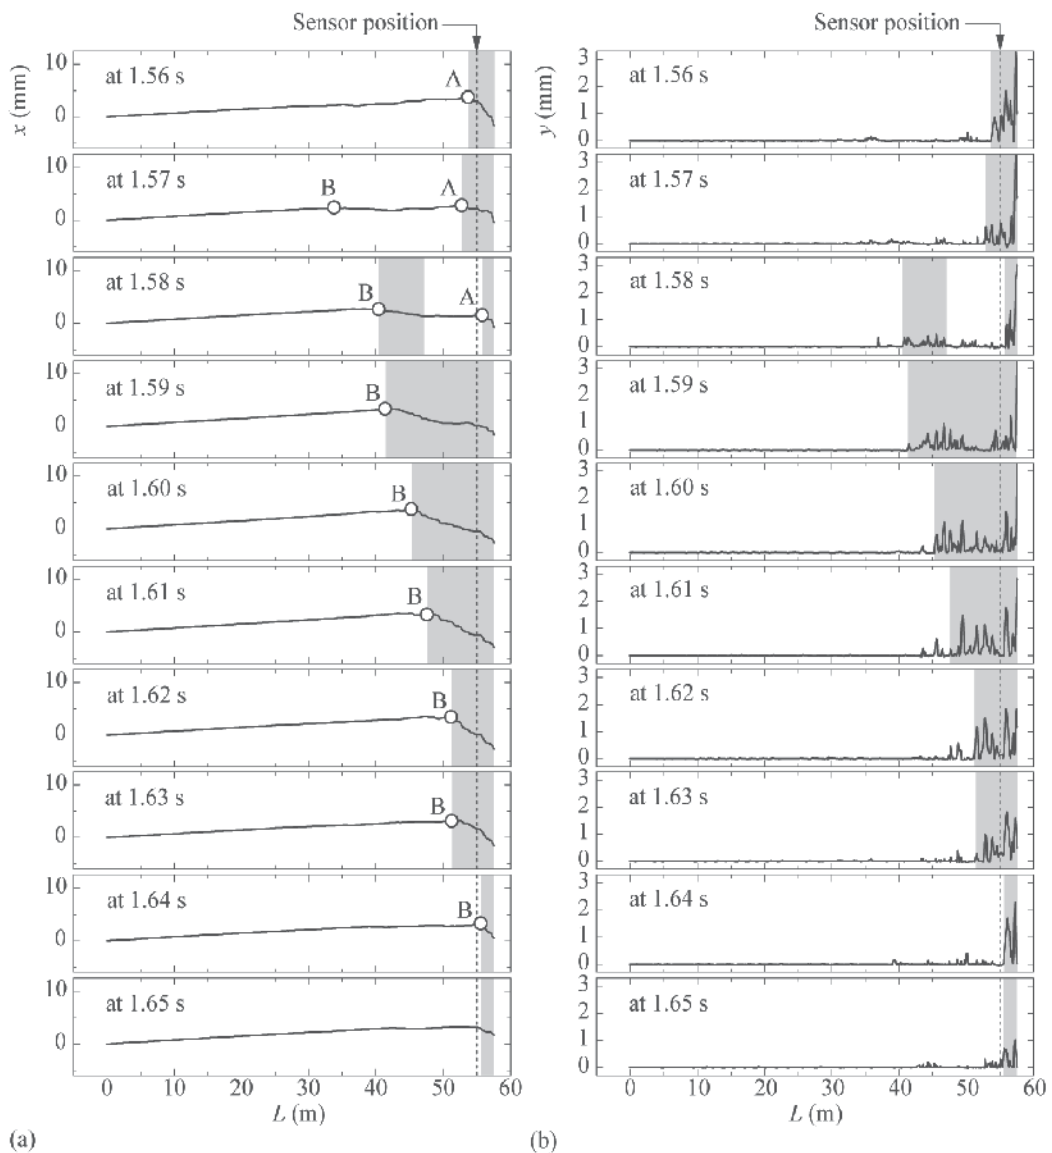 Sensor position
Sensor position
x (mm)
10
0
at 1.56 s
A
10
0
at 1.57 s
B
A
10
0
at 1.58 s
B
A
10
0
at 1.59 s
B
10
0
at 1.60 s
B
10
0
at 1.61 s
B
10
0
at 1.62 s
B
10
0
at 1.63 s
B
10
0
at 1.64 s
B
10
0
at 1.65 s
0 10 20 30 40 50 60
L (m)
(a)
y (mm)
3
2
1
0
at 1.56 s
3
2
1
0
at 1.57 s
3
2
1
0
at 1.58 s
3
2
1
0
at 1.59 s
3
2
1
0
at 1.60 s
3
2
1
0
at 1.61 s
3
2
1
0
at 1.62 s
3
2
1
0
at 1.63 s
3
2
1
0
at 1.64 s
3
2
1
0
at 1.65 s
0 10 20 30 40 50 60
L (m)
(b)